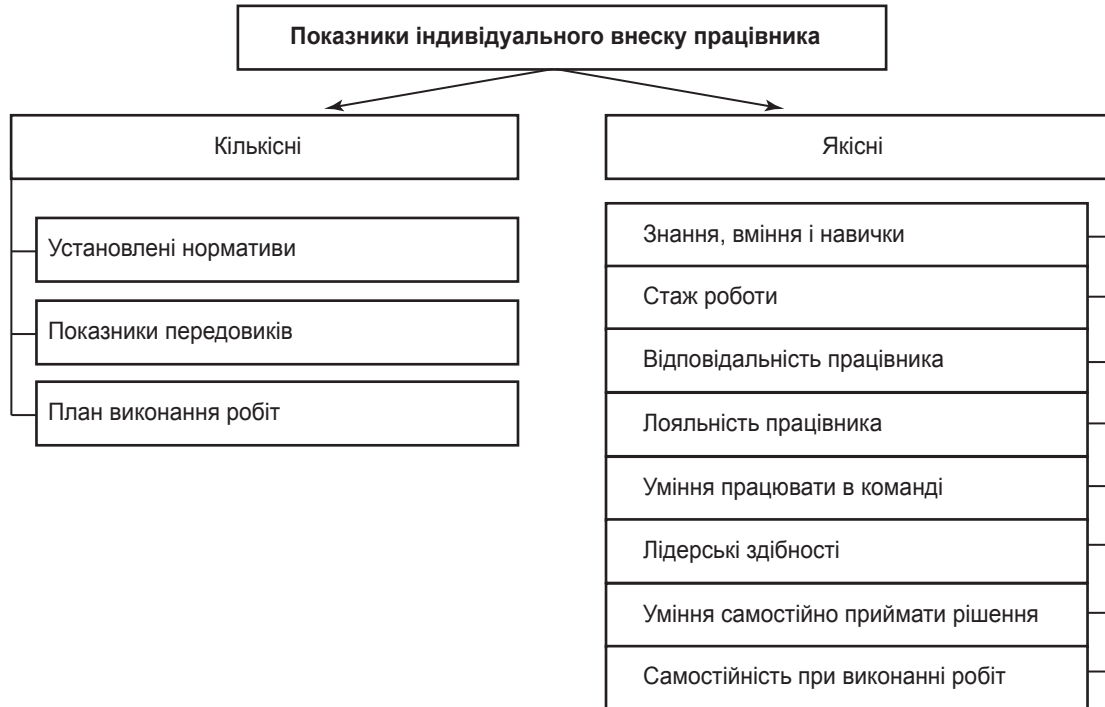 Показники індивідуального внеску працівника
Кількісні
Установлені нормативи
Показники передовиків
План виконання робіт
Якісні
Знання, вміння і навички
Стаж роботи
Відповідальність працівника
Лояльність працівника
Уміння працювати в команді
Лідерські здібності
Уміння самостійно приймати рішення
Самостійність при виконанні робіт